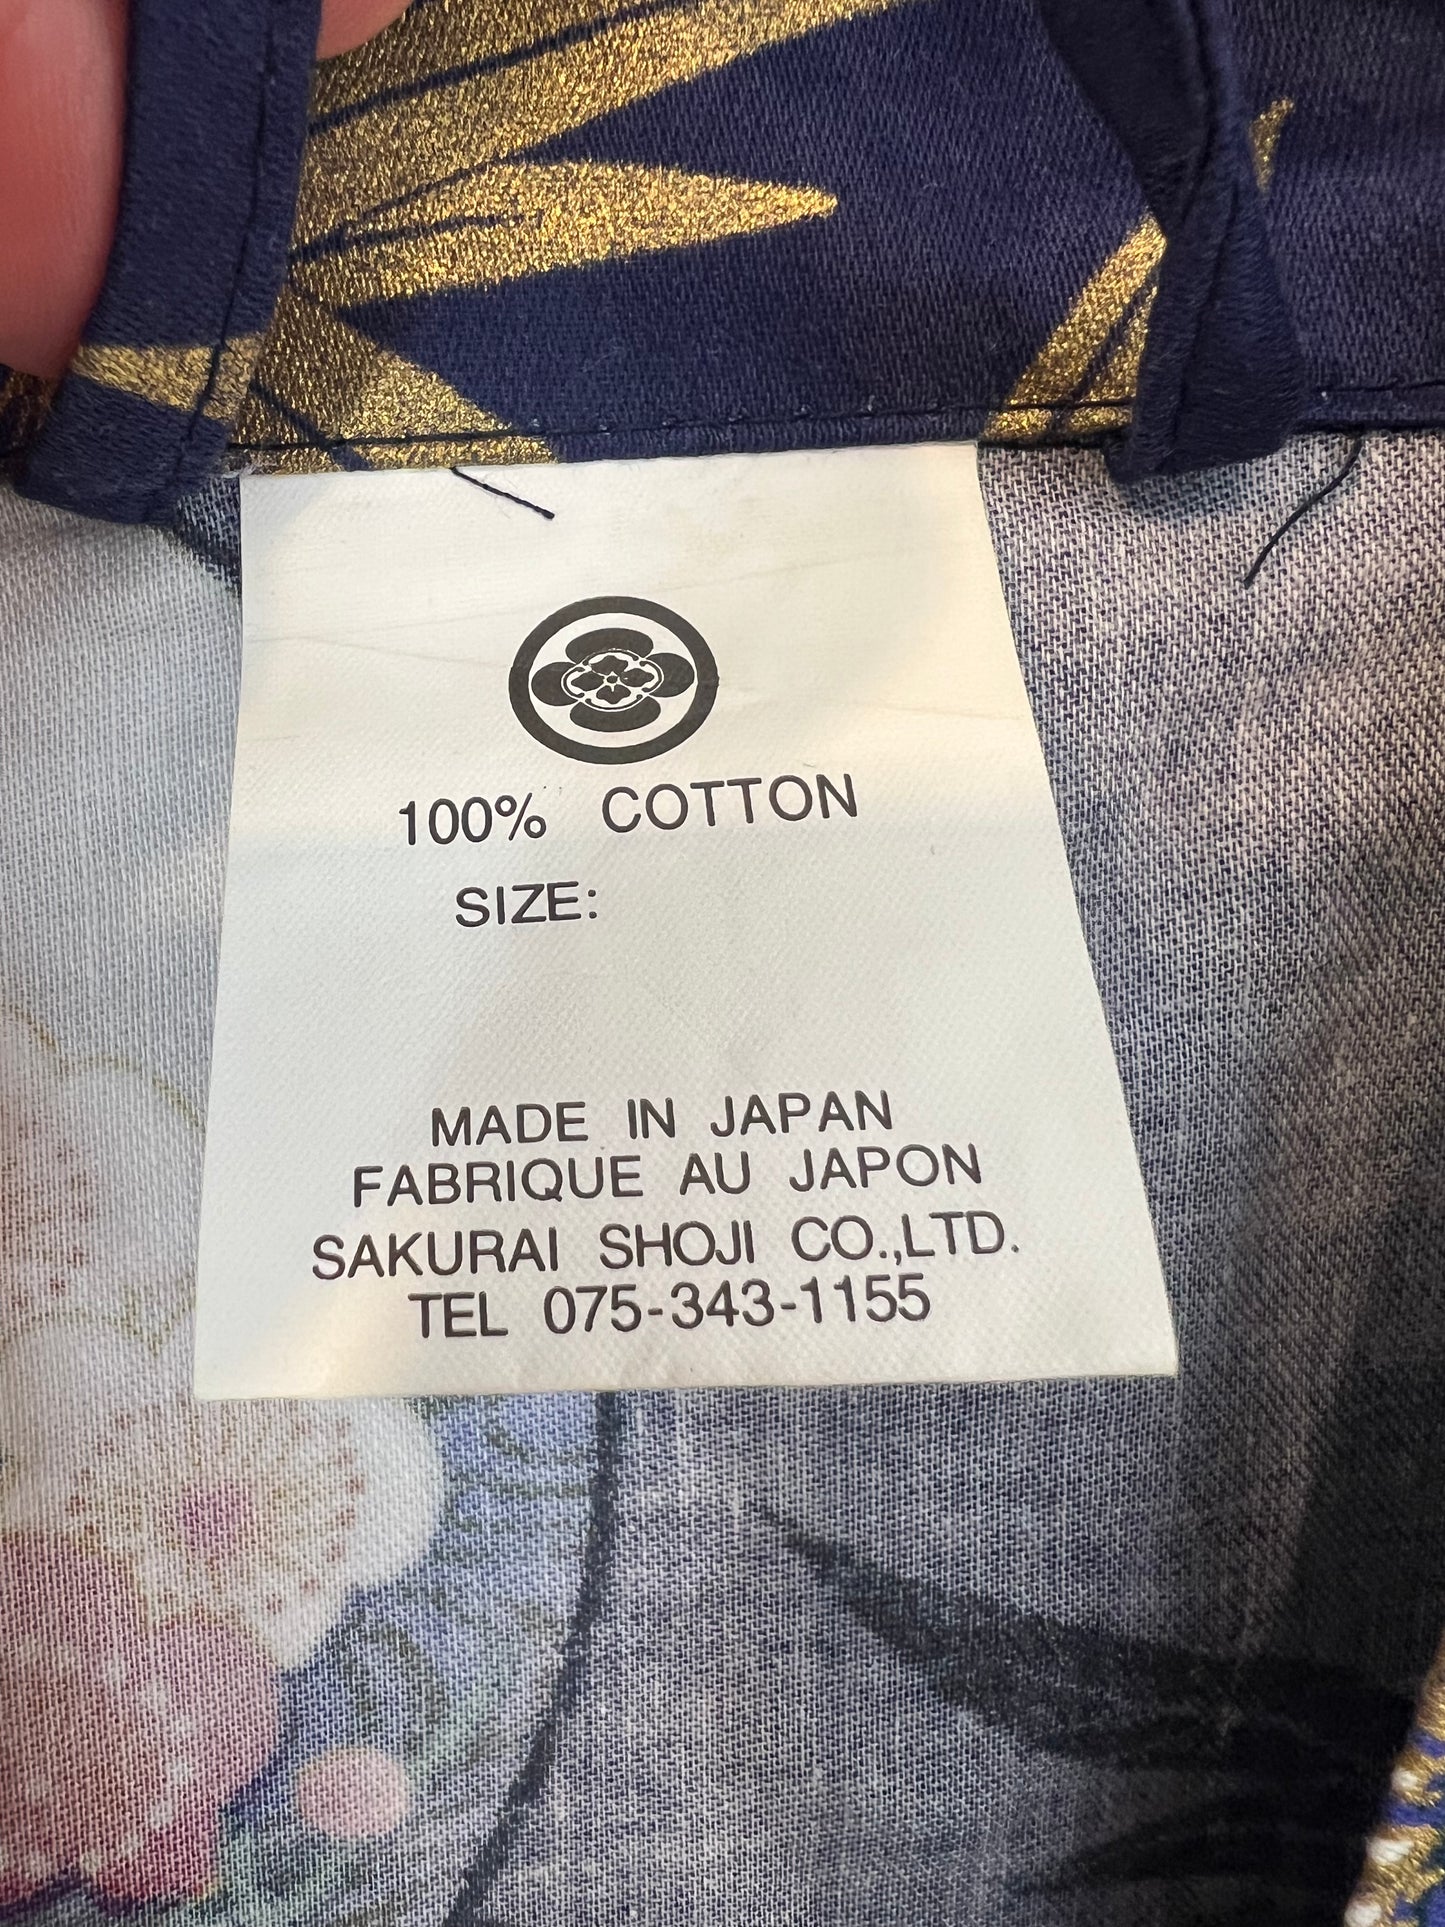 100% COTTON
SIZE:
MADE IN JAPAN
FABRIQUE AU JAPON
SAKURAI SHOJI CO.,LTD.
TEL 075-343-1155